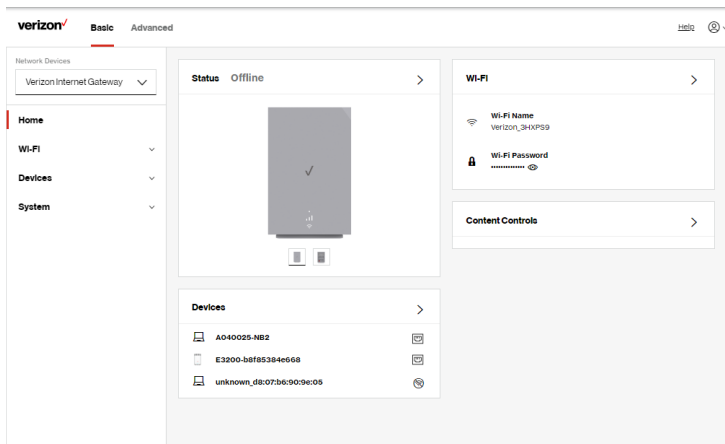 verizon✓
Basic
Advanced
Help
Network Devices
Verizon Internet Gateway
Home
Wi-Fi
Devices
System
Status Offline
Devices
A040025-NB2
E3200-b8f85384e668
unknown_d8:07:b6:90:9e:05
Wi-Fi
Wi-Fi Name
Verizon_3HXPS9
Wi-Fi Password
••••••••••••••
Content Controls